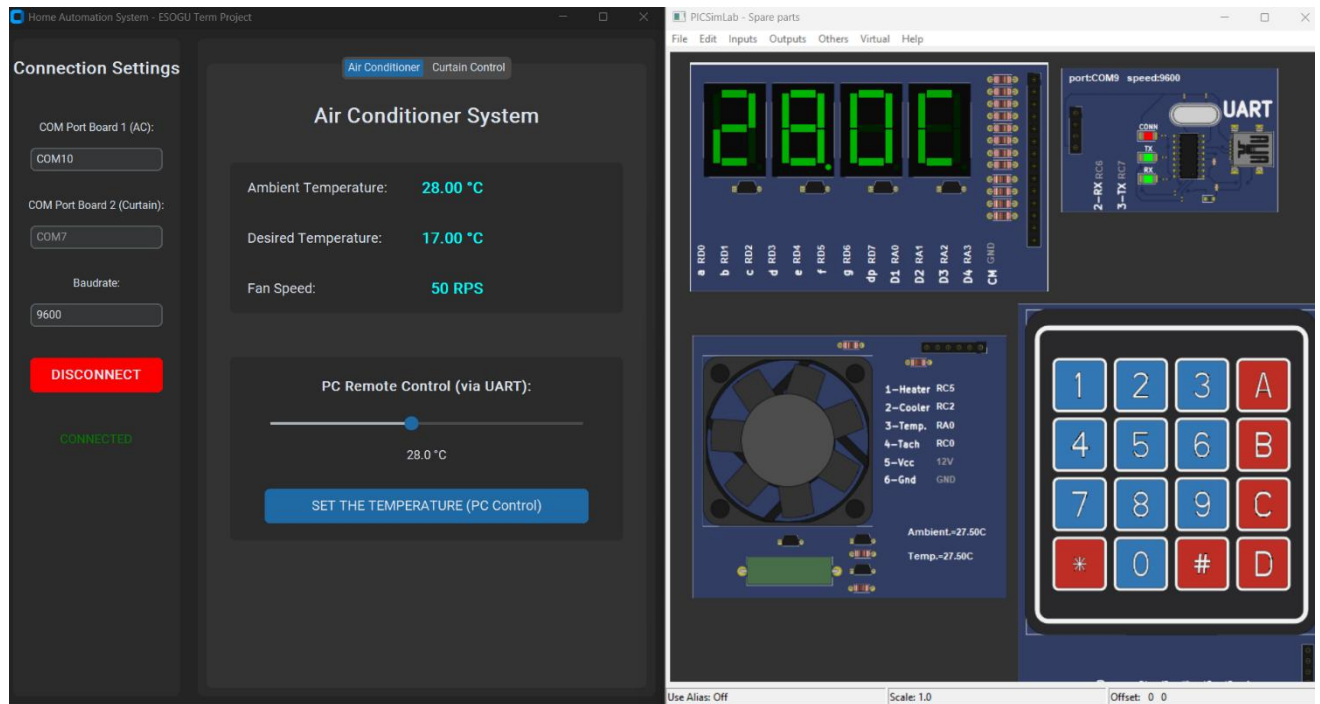 Home Automation System - ESOGU Term Project
Connection Settings
COM Port Board 1 (AC):
COM10
COM Port Board 2 (Curtain):
COM7
Baudrate:
9600
DISCONNECT
CONNECTED
Air Conditioner Curtain Control
Air Conditioner System
Ambient Temperature: 28.00 °C
Desired Temperature: 17.00 °C
Fan Speed: 50 RPS
PC Remote Control (via UART):
28.0 °C
SET THE TEMPERATURE (PC Control)
PICSimLab - Spare parts
File Edit Inputs Outputs Others Virtual Help
28.0C
a RD0
b RD1
c RD2
d RD3
e RD4
f RD5
g RD6
dp RD7
D1 RA0
D2 RA1
D3 RA2
D4 RA3
CM GND
port:COM9 speed:9600
UART
CONN
TX
RX
2-RX RC6
3-TX RC7
1-Heater RC5
2-Cooler RC2
3-Temp. RA0
4-Tach RC0
5-Vcc 12V
6-Gnd GND
Ambient.=27.50C
Temp.=27.50C
1 2 3 A
4 5 6 B
7 8 9 C
* 0 # D
Use Alias: Off Scale: 1.0 Offset: 0 0